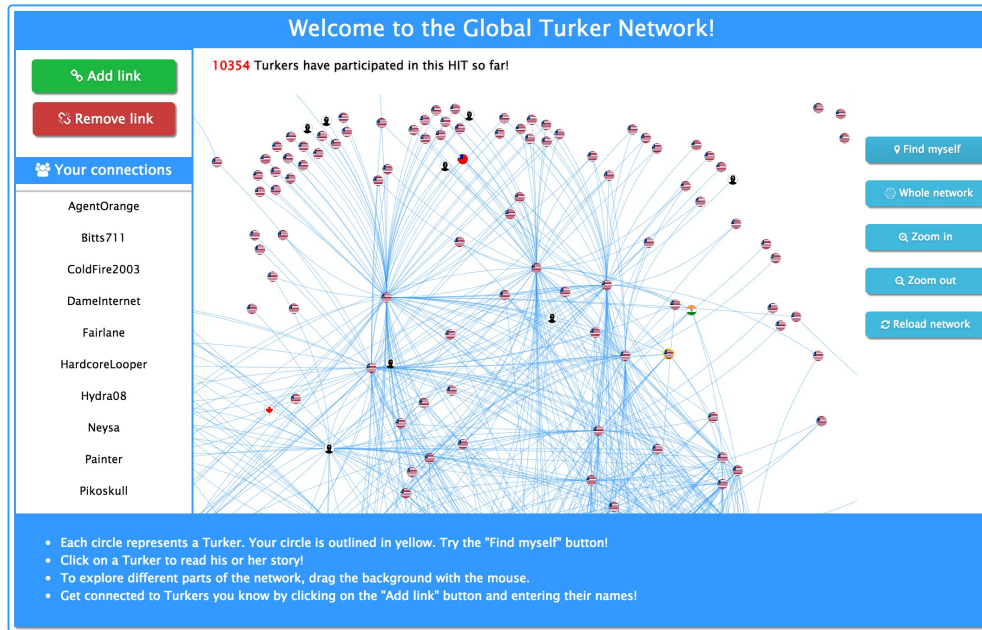 Welcome to the Global Turker Network!
Add link
Remove link
Your connections
AgentOrange
Bitts711
ColdFire2003
DameInternet
Fairlane
HardcoreLooper
Hydra08
Neysa
Painter
Pikoskull
10354 Turkers have participated in this HIT so far!
Find myself
Whole network
Zoom in
Zoom out
Reload network
Each circle represents a Turker. Your circle is outlined in yellow. Try the "Find myself" button!
Click on a Turker to read his or her story!
To explore different parts of the network, drag the background with the mouse.
Get connected to Turkers you know by clicking on the "Add link" button and entering their names!